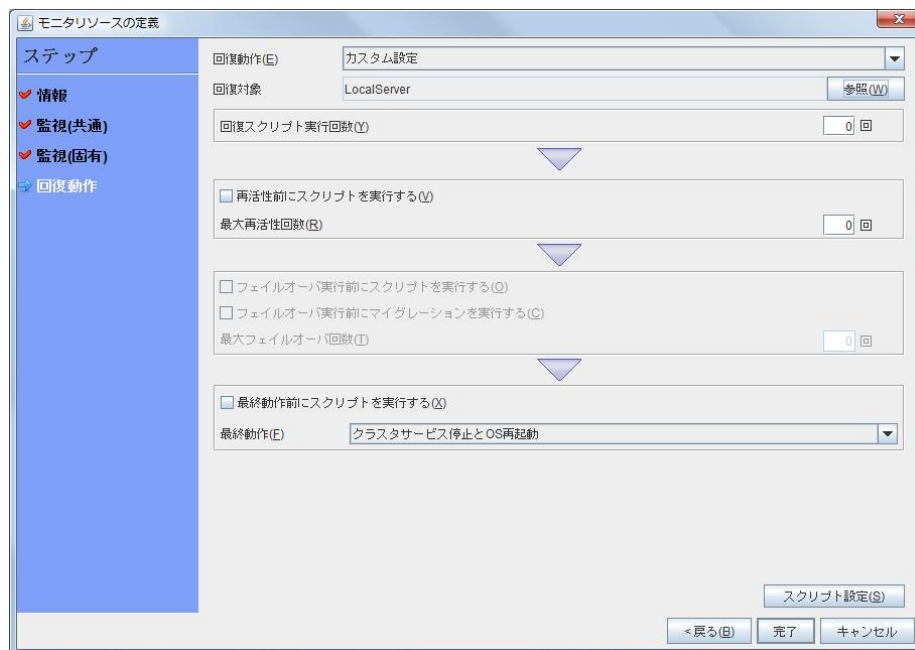 モニタリソースの定義
ステップ
情報
監視(共通)
監視(固有)
回復動作
回復動作(E) カスタム設定
回復対象 LocalServer 参照(W)
回復スクリプト実行回数(Y) 0 回
再活性前にスクリプトを実行する(V)
最大再活性回数(R) 0 回
フェイルオーバ実行前にスクリプトを実行する(O)
フェイルオーバ実行前にマイグレーションを実行する(C)
最大フェイルオーバ回数(T) 0 回
最終動作前にスクリプトを実行する(X)
最終動作(F) クラスタサービス停止とOS再起動
スクリプト設定(S)
<戻る(B) 完了 キャンセル